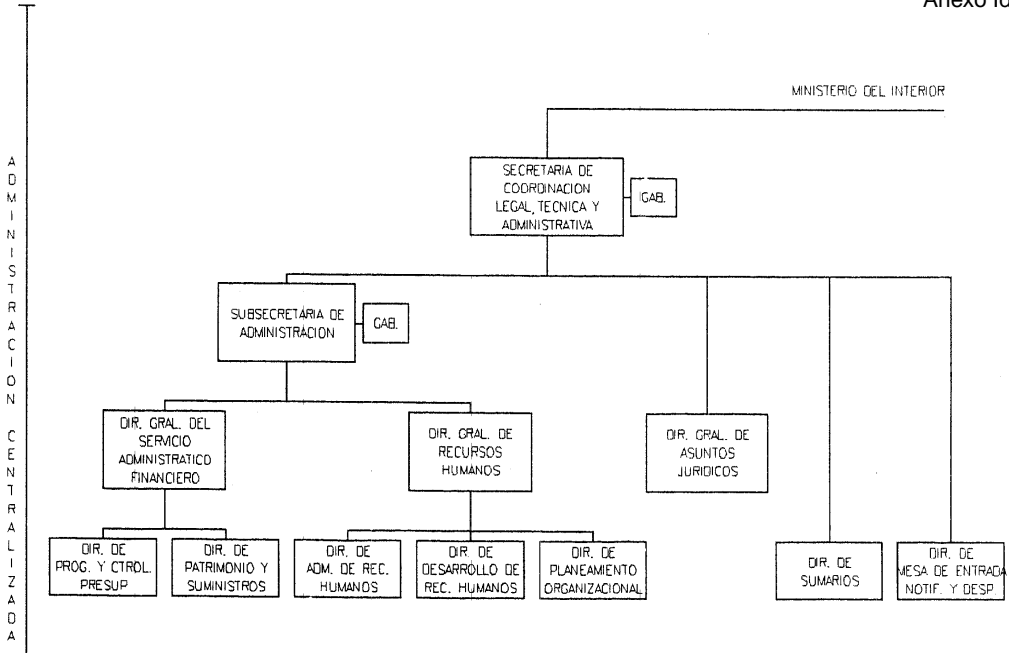 Anexo
MINISTERIO DEL INTERIOR
ADMINISTRACION CENTRALIZADA
SECRETARIA DE
COORDINACION
LEGAL, TECNICA Y
ADMINISTRATIVA
GAB.
SUBSECRETARIA DE
ADMINISTRACION
GAB.
DIR. GRAL. DEL
SERVICIO
ADMINISTRATICO
FINANCIERO
DIR. GRAL. DE
RECURSOS
HUMANOS
DIR. GRAL. DE
ASUNTOS
JURIDICOS
DIR. DE
PROG. Y CTROL.
PRESUP
DIR. DE
PATRIMONIO Y
SUMINISTROS
DIR. DE
ADM. DE REC.
HUMANOS
DIR. DE
DESARROLLO DE
REC. HUMANOS
DIR. DE
PLANEAMIENTO
ORGANIZACIONAL
DIR. DE
SUMARIOS
DIR. DE
MESA DE ENTRADA
NOTIF. Y DESP.